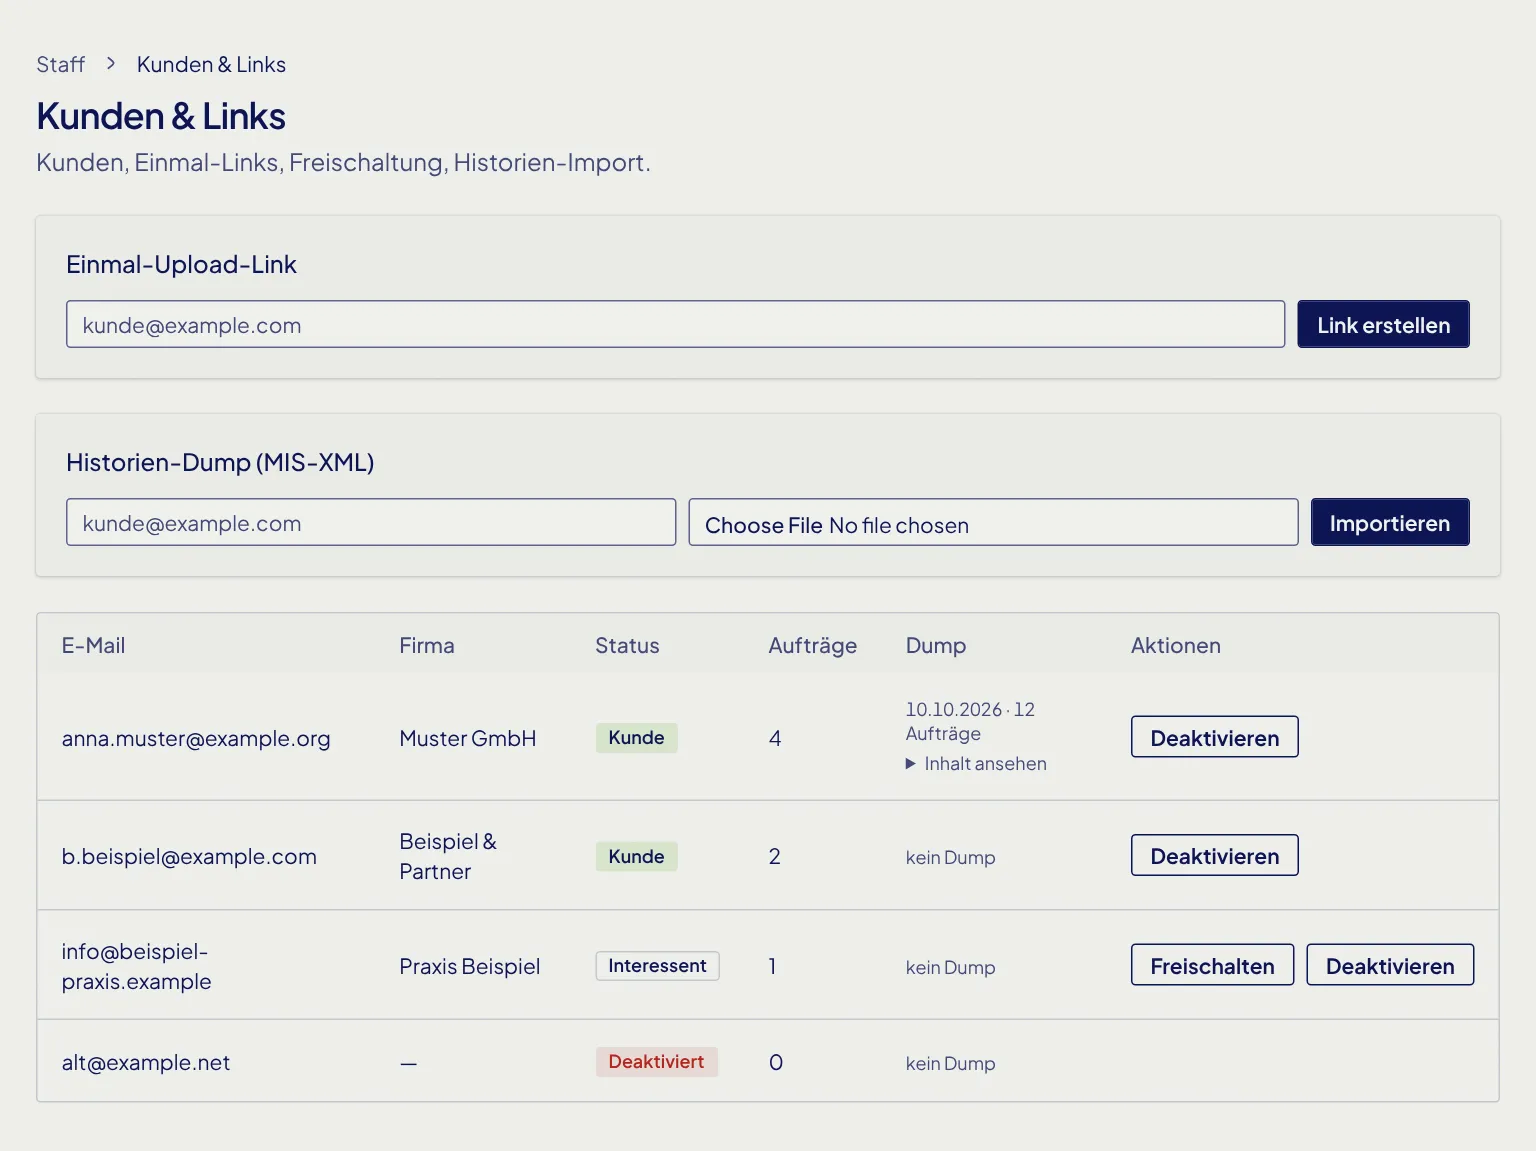 Staff > Kunden & Links
Kunden & Links
Kunden, Einmal-Links, Freischaltung, Historien-Import.
Einmal-Upload-Link
kunde@example.com Link erstellen
Historien-Dump (MIS-XML)
kunde@example.com Choose File No file chosen Importieren
E-Mail Firma Status Aufträge Dump Aktionen
anna.muster@example.org Muster GmbH Kunde 4 10.10.2026 · 12
Aufträge
▶ Inhalt ansehen Deaktivieren
b.beispiel@example.com Beispiel &
Partner Kunde 2 kein Dump Deaktivieren
info@beispiel-
praxis.example Praxis Beispiel Interessent 1 kein Dump Freischalten Deaktivieren
alt@example.net — Deaktiviert 0 kein Dump